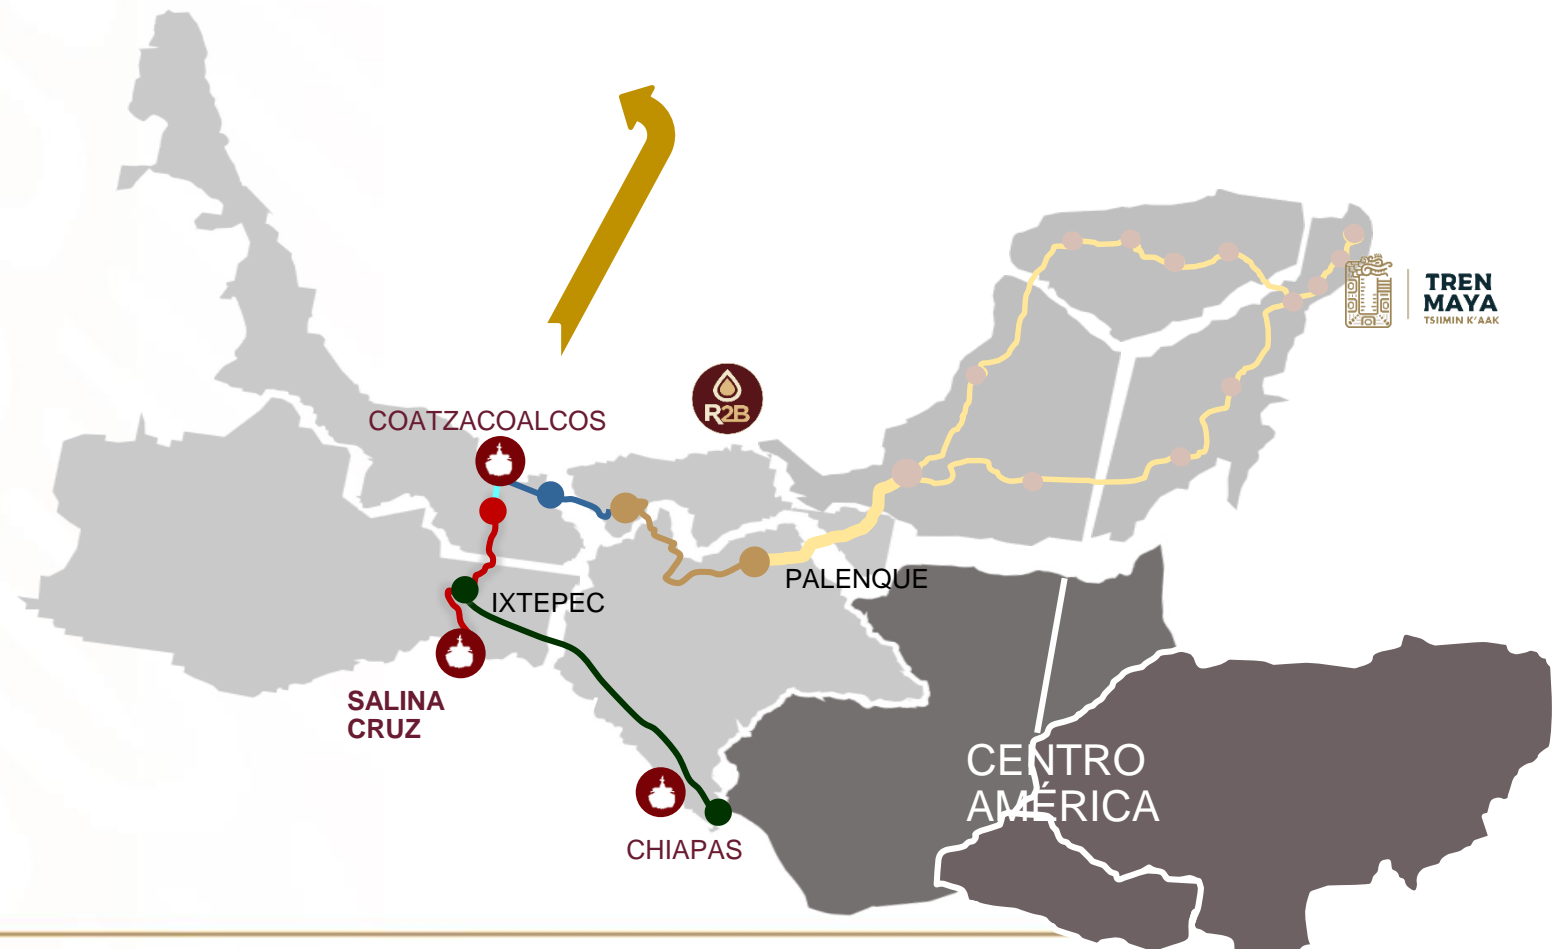 TREN
MAYA
TSIIMIN K'AAK
R2B
COATZACOALCOS
PALENQUE
IXTEPEC
SALINA
CRUZ
CENTRO
AMÉRICA
CHIAPAS